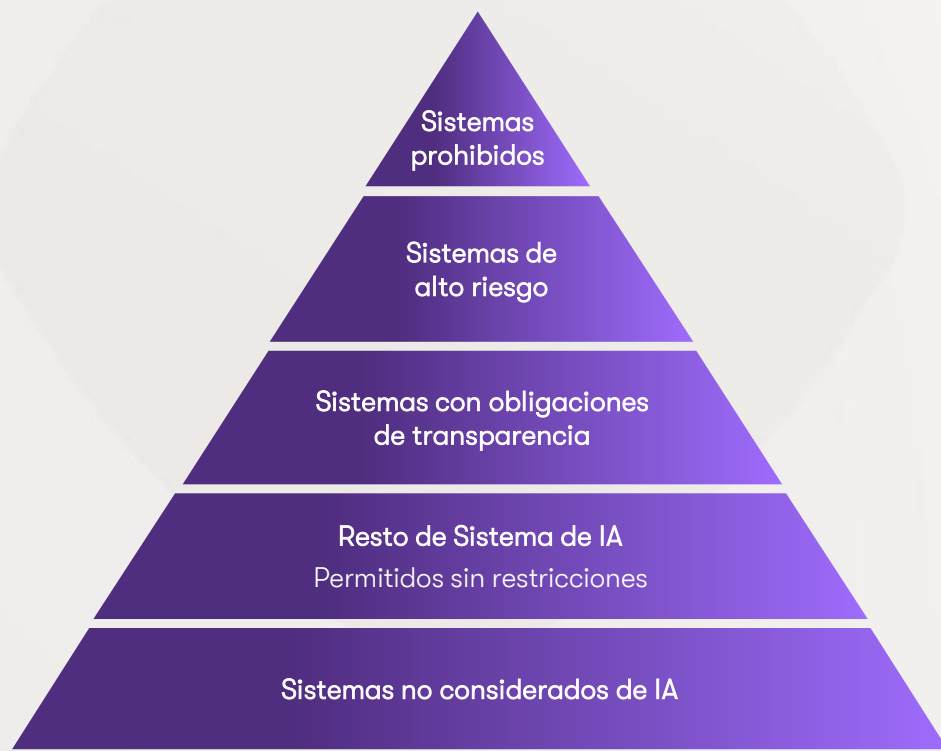 Sistemas
prohibidos
Sistemas de
alto riesgo
Sistemas con obligaciones
de transparencia
Resto de Sistema de IA
Permitidos sin restricciones
Sistemas no considerados de IA